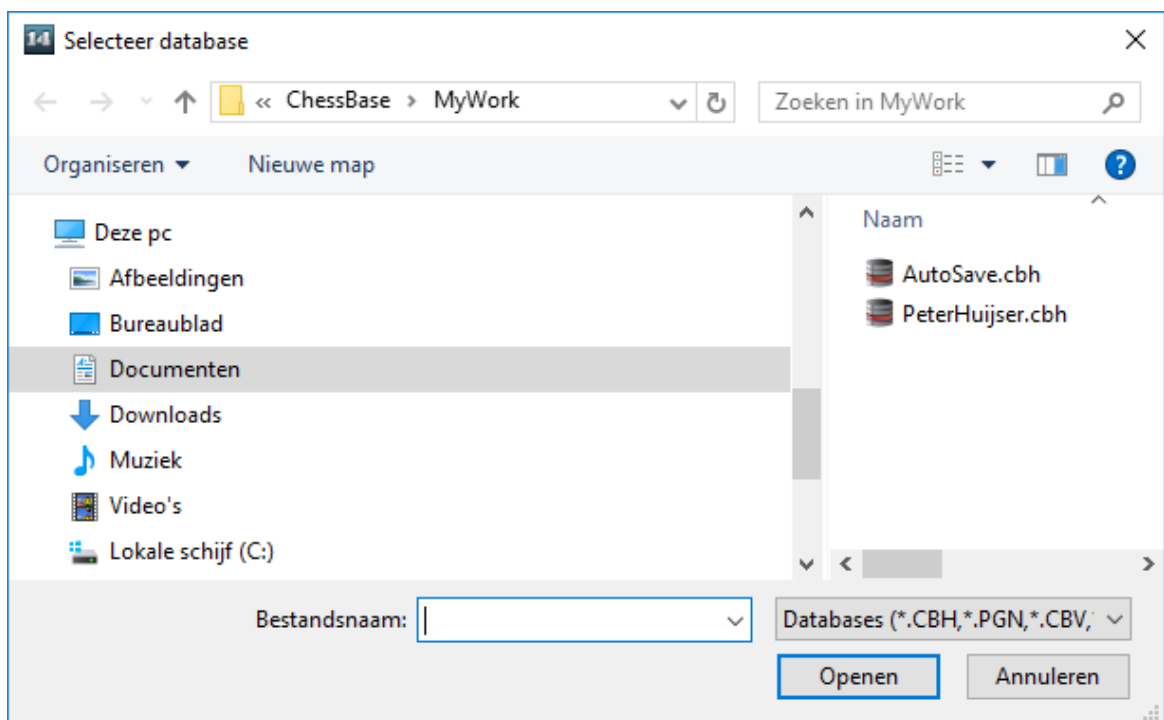 14 Selecteer database
« ChessBase > MyWork
Zoeken in MyWork
Organiseren
Nieuwe map
?
Deze pc
Afbeeldingen
Bureaublad
Documenten
Downloads
Muziek
Video's
Lokale schijf (C:)
Naam
AutoSave.cbh
PeterHuijser.cbh
Bestandsnaam:
Databases (*.CBH,*.PGN,*.CBV,
Openen
Annuleren